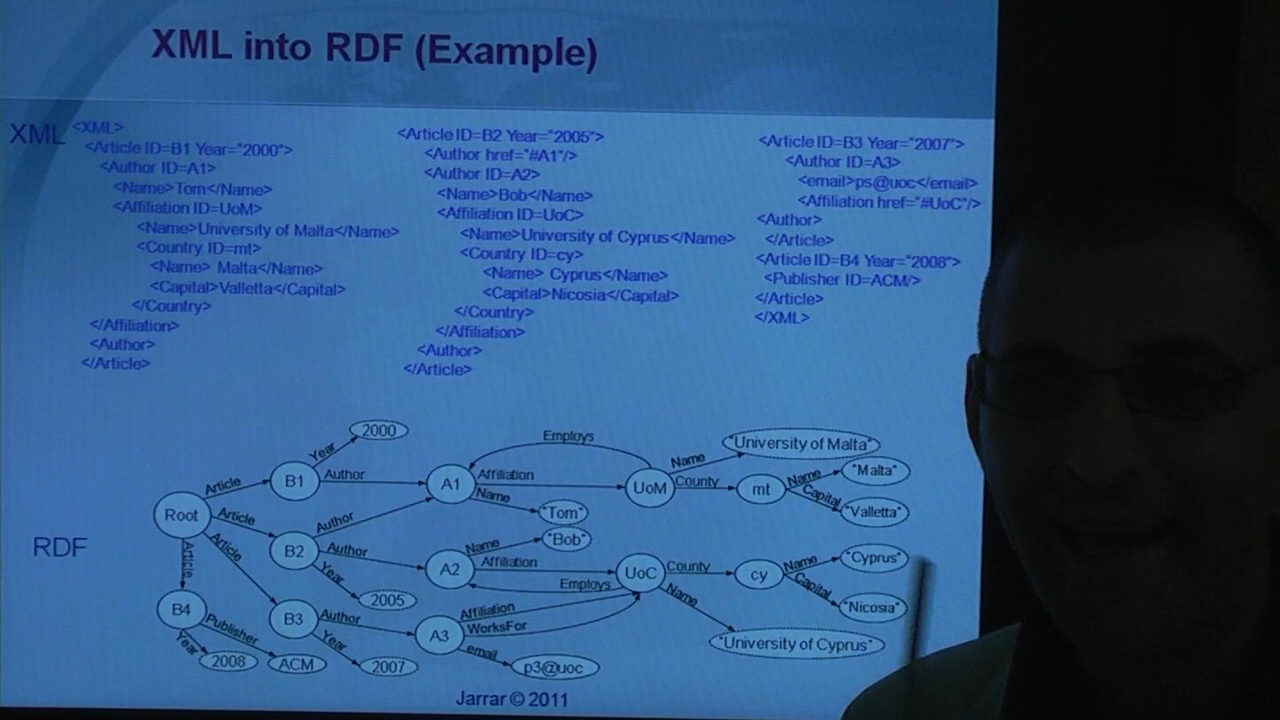 XML into RDF (Example)
XML
<XML>
<Article ID=B1 Year="2000">
<Author ID=A1>
<Name>Tom</Name>
<Affiliation ID=UoM>
<Name>University of Malta</Name>
<Country ID=mt>
<Name> Malta</Name>
<Capital>Valletta</Capital>
</Country>
</Affiliation>
<Author>
</Article>
<Article ID=B2 Year="2005">
<Author href="#A1"/>
<Author ID=A2>
<Name>Bob</Name>
<Affiliation ID=UoC>
<Name>University of Cyprus</Name>
<Country ID=cy>
<Name> Cyprus</Name>
<Capital>Nicosia</Capital>
</Country>
</Affiliation>
<Author>
</Article>
<Article ID=B3 Year="2007">
<Author ID=A3>
<email>ps@uoc</email>
<Affiliation href="#UoC"/>
<Author>
</Article>
<Article ID=B4 Year="2008">
<Publisher ID=ACM/>
</Article>
</XML>
RDF
Root
Article
B1
Year
2000
Author
A1
Employs
Affiliation
UoM
Name
"University of Malta"
County
mt
Name
"Malta"
Capital
"Valletta"
Name
"Tom"
Article
B2
Author
Author
A2
Name
"Bob"
Affiliation
Employs
UoC
County
cy
Name
"Cyprus"
Capital
"Nicosia"
Name
"University of Cyprus"
Year
2005
Article
B3
Author
A3
Affiliation
WorksFor
email
p3@uoc
Year
2007
Article
B4
Publisher
ACM
Year
2008
Jarrar © 2011